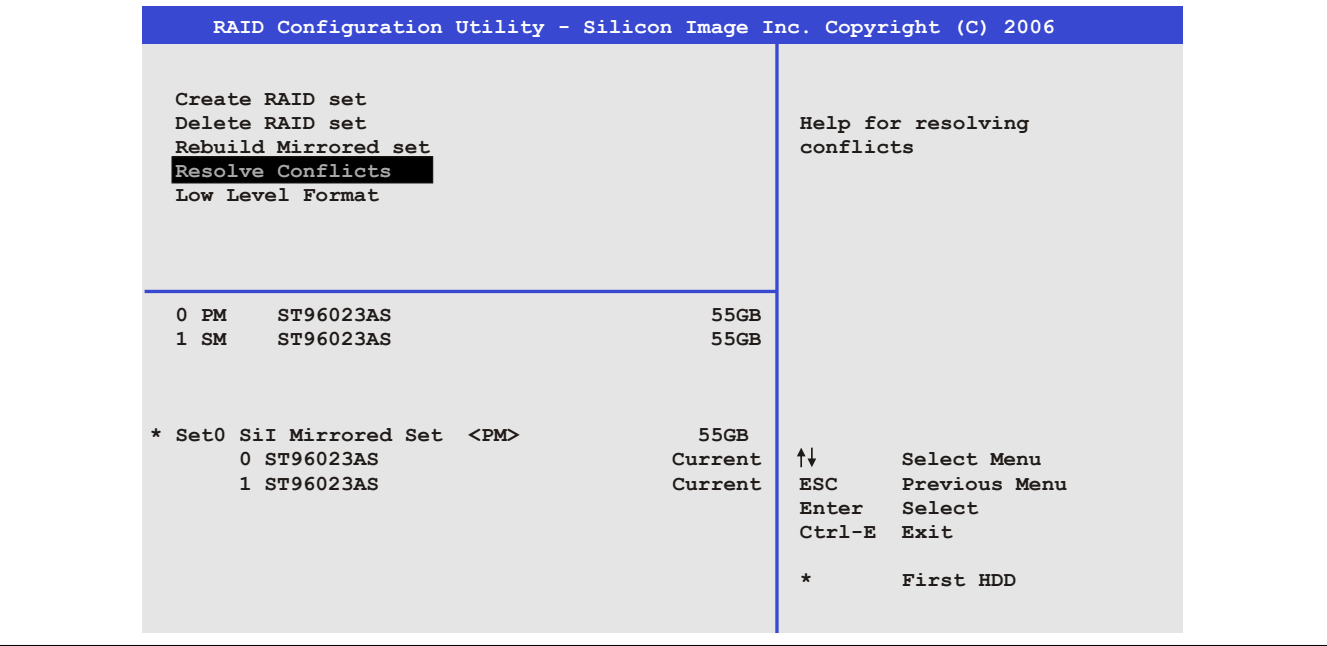 RAID Configuration Utility - Silicon Image Inc. Copyright (C) 2006
Create RAID set
Delete RAID set
Rebuild Mirrored set
Resolve Conflicts
Low Level Format
Help for resolving
conflicts
0 PM ST96023AS 55GB
1 SM ST96023AS 55GB
* Set0 SiI Mirrored Set <PM> 55GB
0 ST96023AS Current
1 ST96023AS Current
↑↓ Select Menu
ESC Previous Menu
Enter Select
Ctrl-E Exit
* First HDD